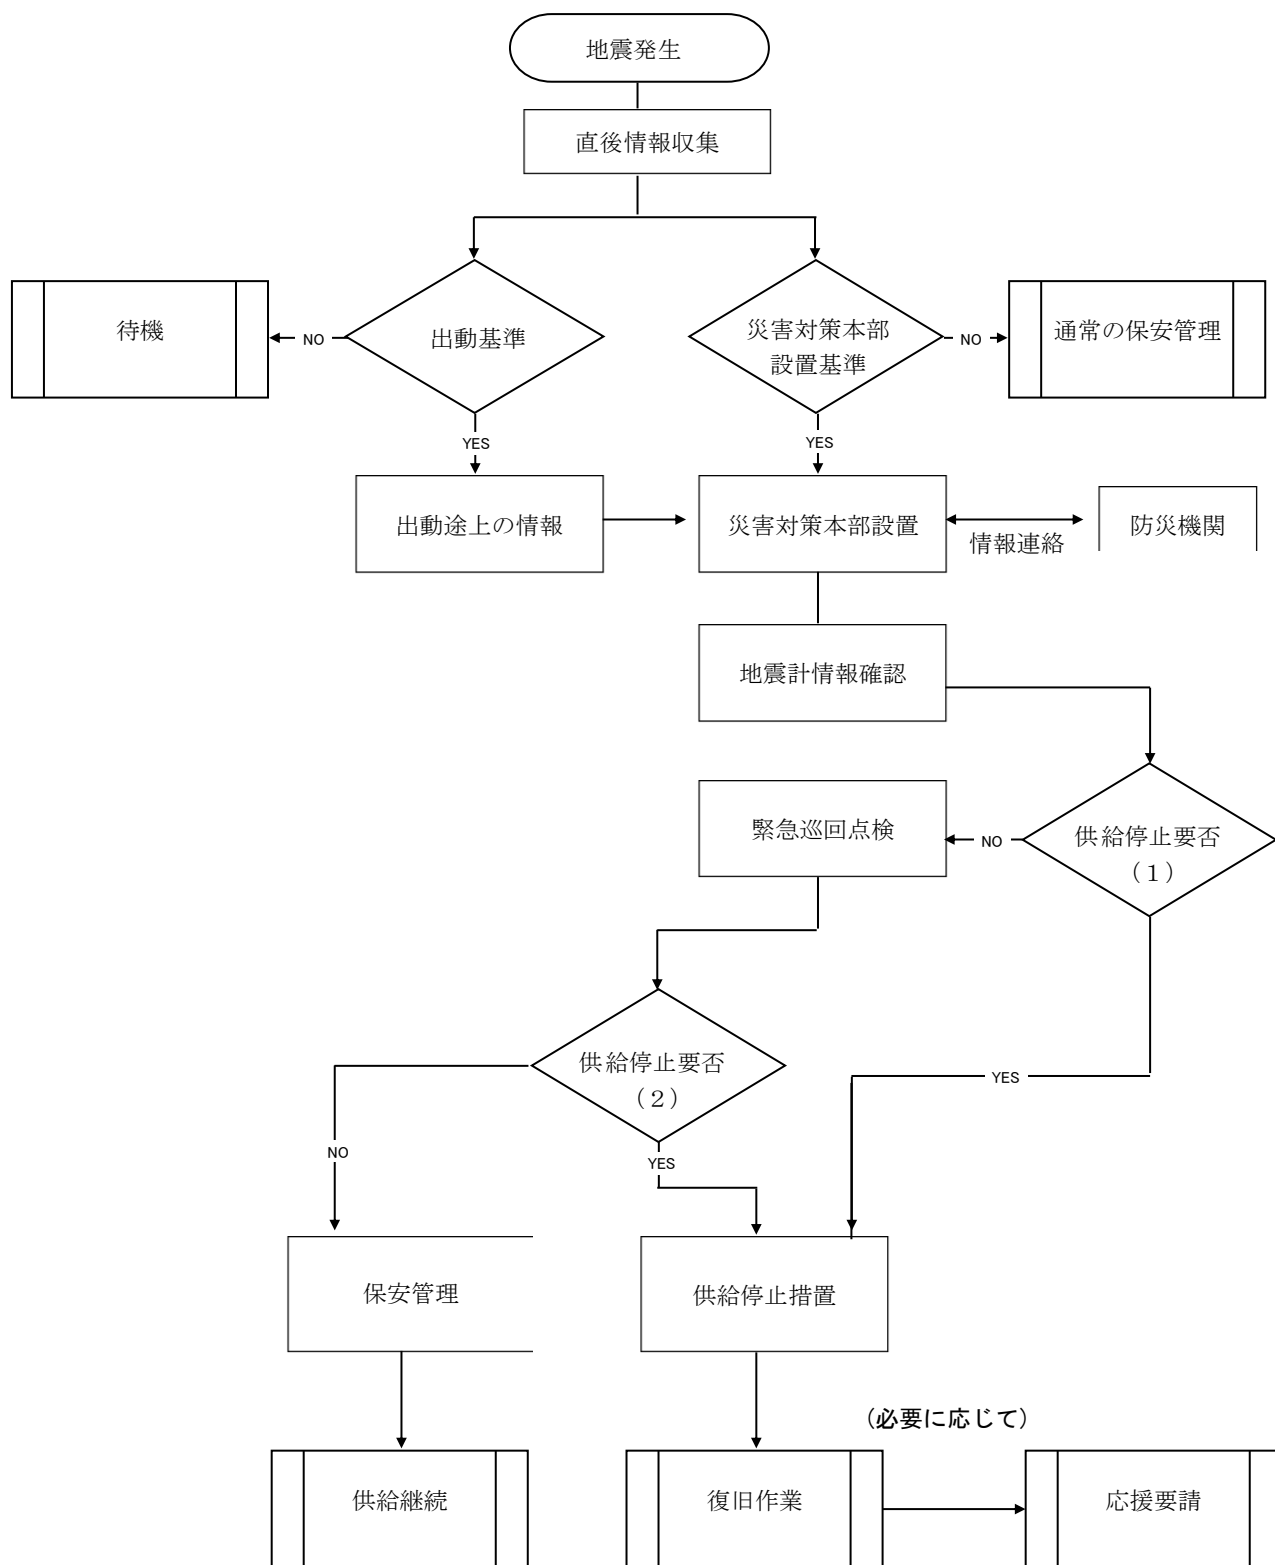 地震発生
直後情報収集
出動基準
災害対策本部
設置基準
待機
NO
NO
通常の保安管理
YES
YES
出動途上の情報
災害対策本部設置
情報連絡
防災機関
地震計情報確認
緊急巡回点検
NO
供給停止要否
（１）
供給停止要否
（２）
YES
NO
YES
保安管理
供給停止措置
（必要に応じて）
供給継続
復旧作業
応援要請